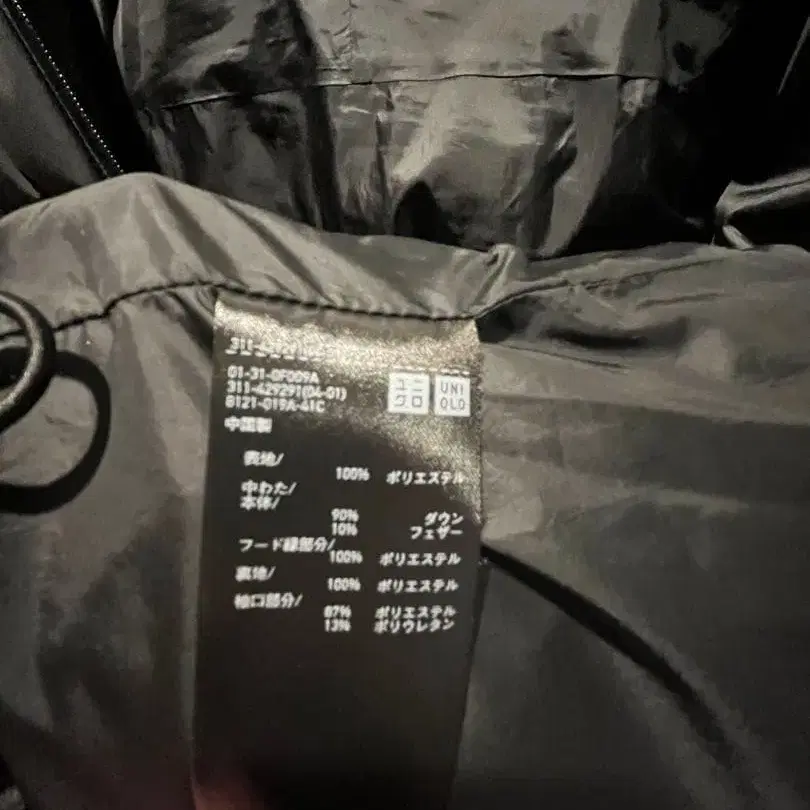 01-31-0F009A
311-429291(04-01)
8121-019A-41C
ユニ
クロ
UNI
QLO
中国製
表地/
100% ポリエステル
中わた/
本体/
90% ダウン
10% フェザー
フード縁部分/
100% ポリエステル
裏地/
100% ポリエステル
袖口部分/
87% ポリエステル
13% ポリウレタン